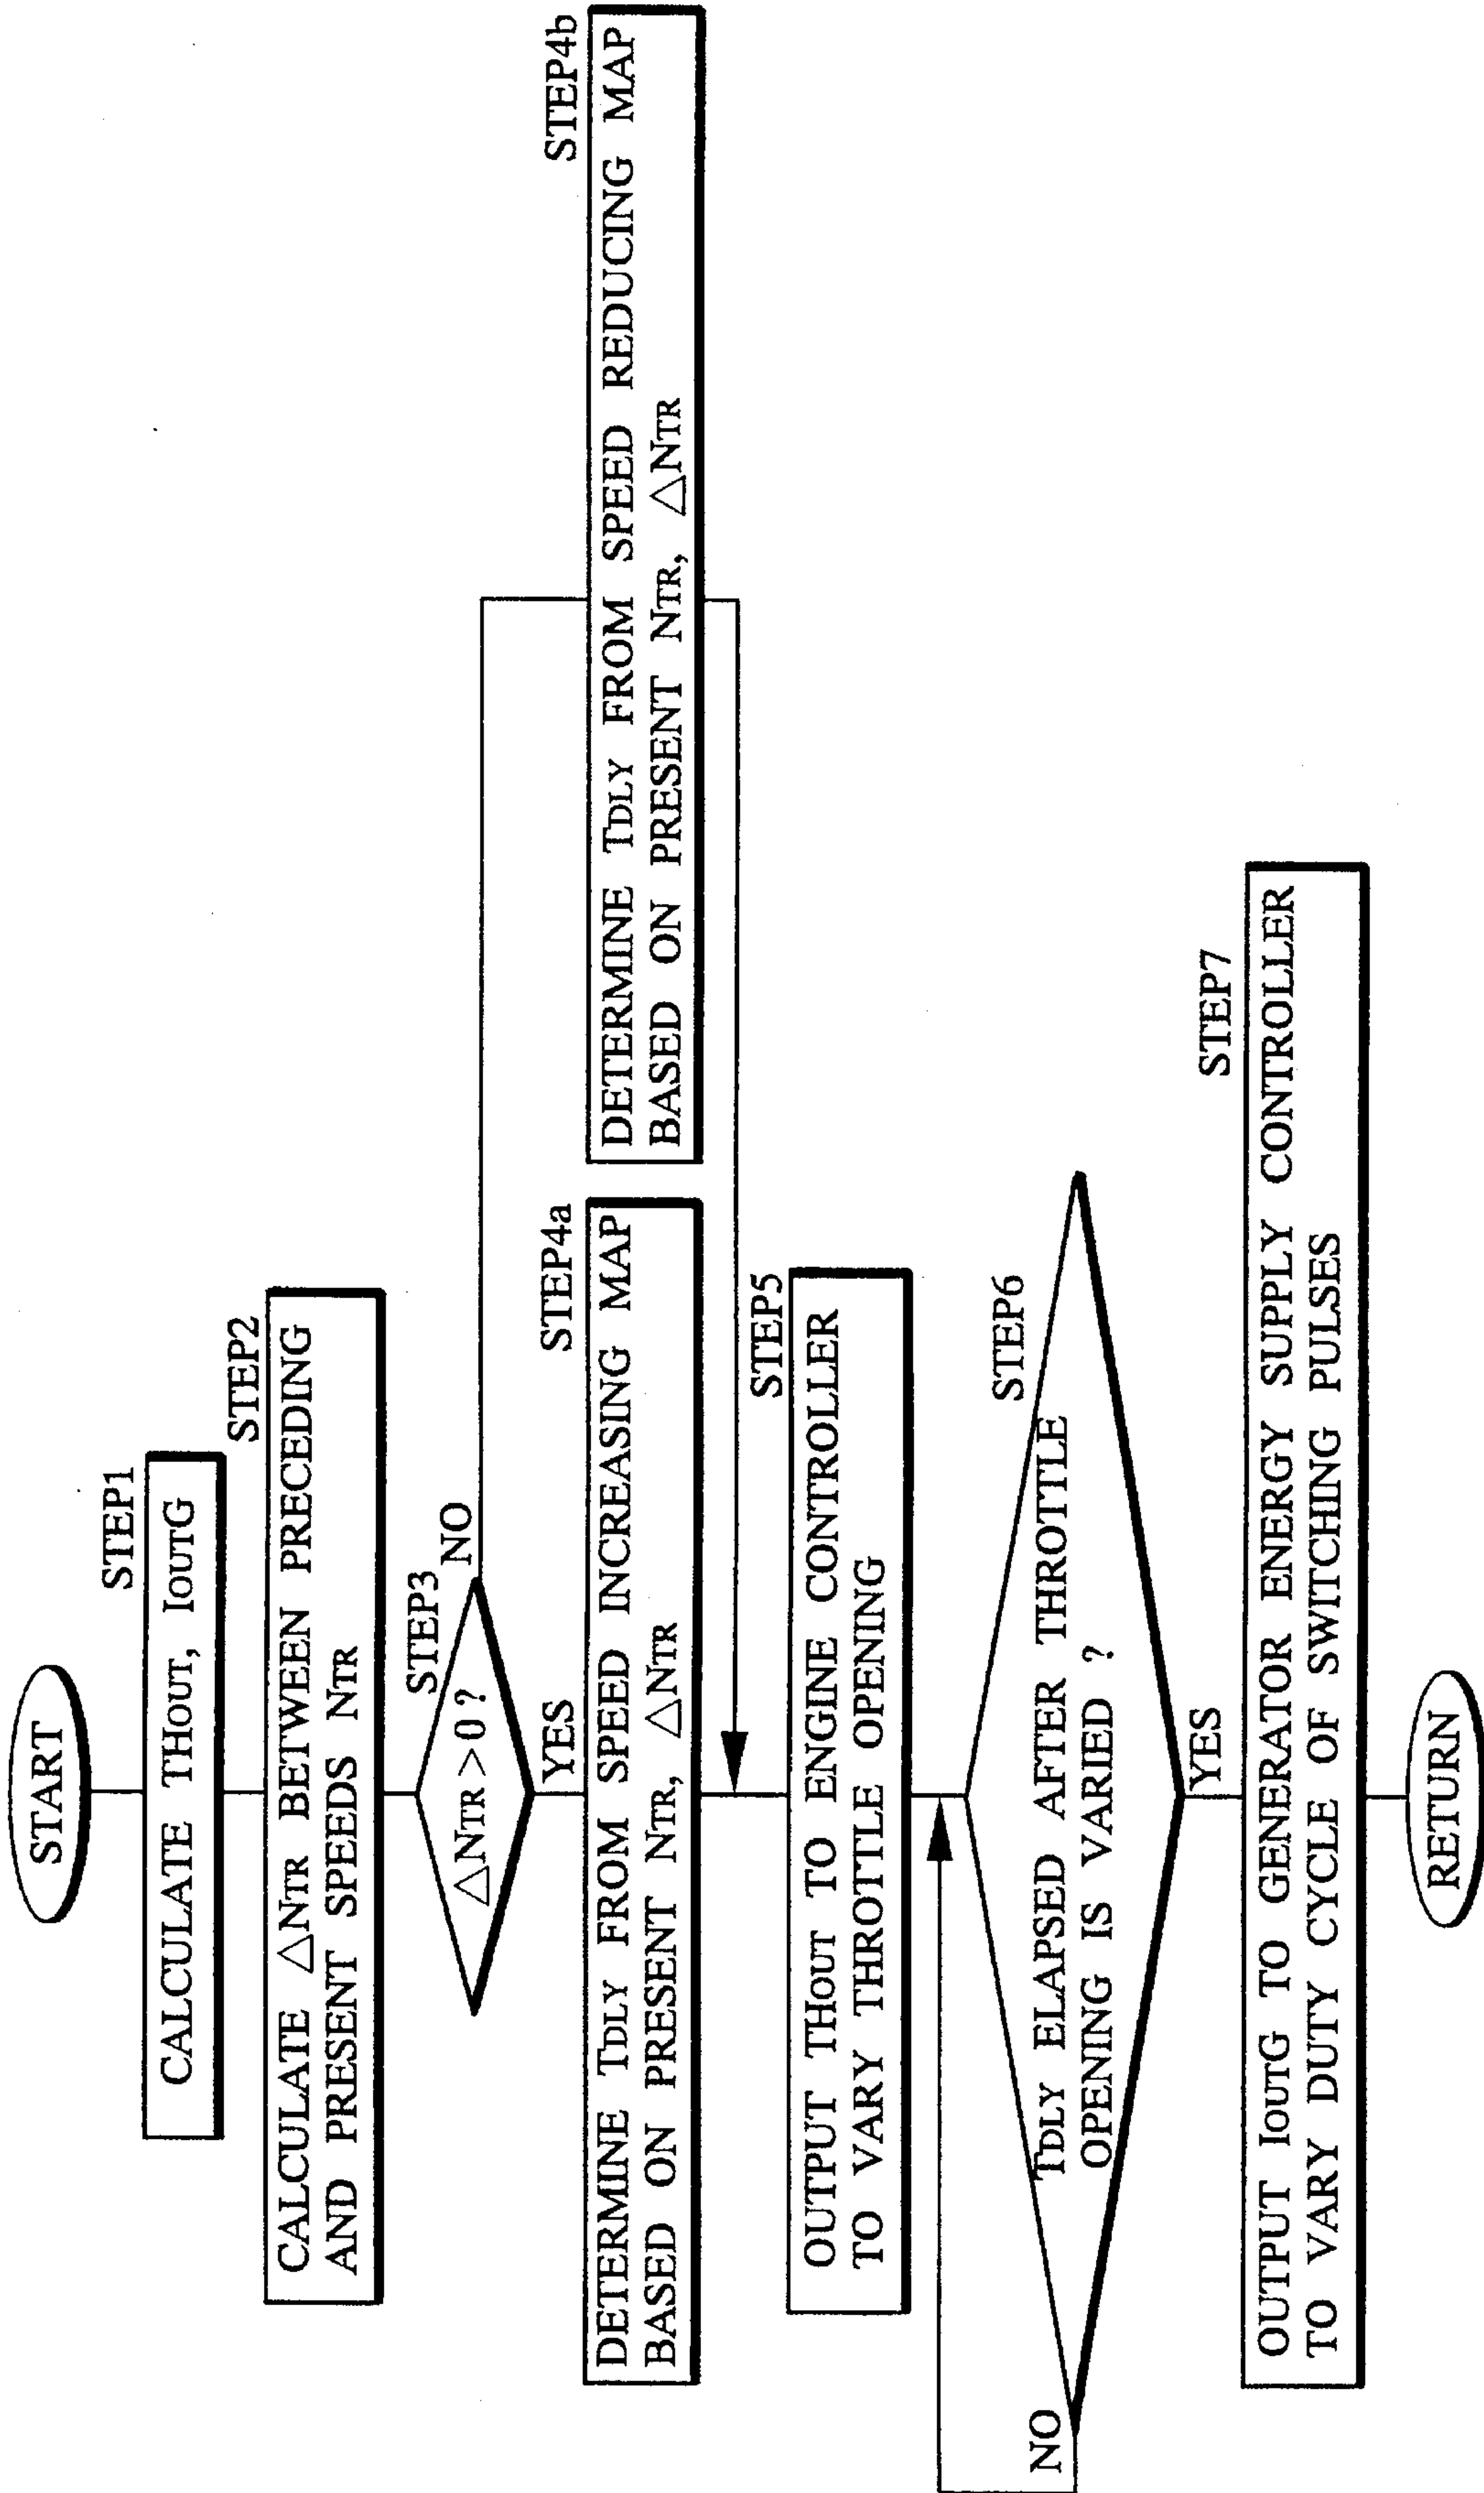 START
STEP1
CALCULATE THOUT, IOUTG
STEP2
CALCULATE △NTR BETWEEN PRECEDING
AND PRESENT SPEEDS NTR
STEP3
△NTR>0?
NO
YES
STEP4a
DETERMINE TDLY FROM SPEED INCREASING MAP
BASED ON PRESENT NTR, △NTR
STEP4b
DETERMINE TDLY FROM SPEED REDUCING MAP
BASED ON PRESENT NTR, △NTR
STEP5
OUTPUT THOUT TO ENGINE CONTROLLER
TO VARY THROTTLE OPENING
STEP6
TDLY ELAPSED AFTER THROTTLE
OPENING IS VARIED ?
NO
YES
STEP7
OUTPUT IOUTG TO GENERATOR ENERGY SUPPLY CONTROLLER
TO VARY DUTY CYCLE OF SWITCHING PULSES
RETURN